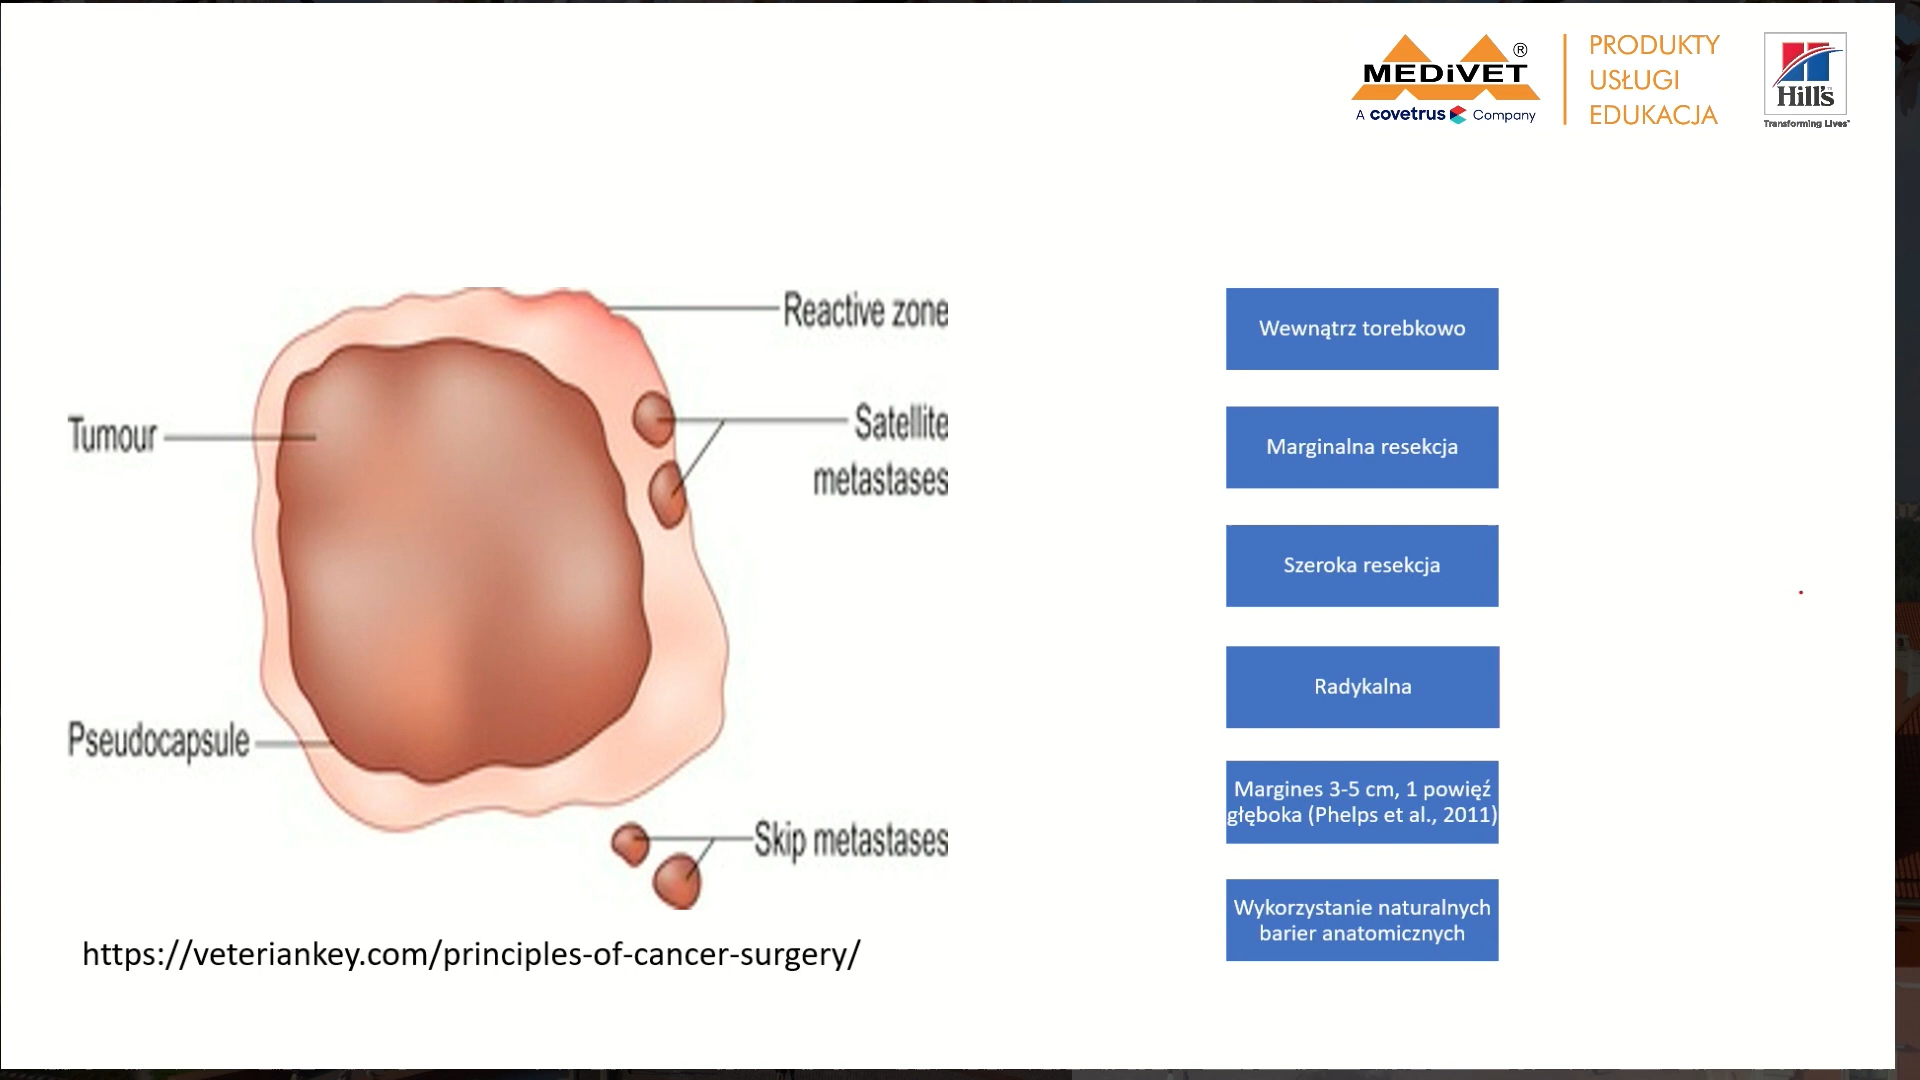 MEDiVET ®
A covetrus Company
PRODUKTY
USŁUGI
EDUKACJA
Hill's
Transforming Lives
Reactive zone
Tumour
Satellite
metastases
Pseudocapsule
Skip metastases
https://veteriankey.com/principles-of-cancer-surgery/
Wewnątrz torebkowo
Marginalna resekcja
Szeroka resekcja
Radykalna
Margines 3-5 cm, 1 powięź
głęboka (Phelps et al., 2011)
Wykorzystanie naturalnych
barier anatomicznych